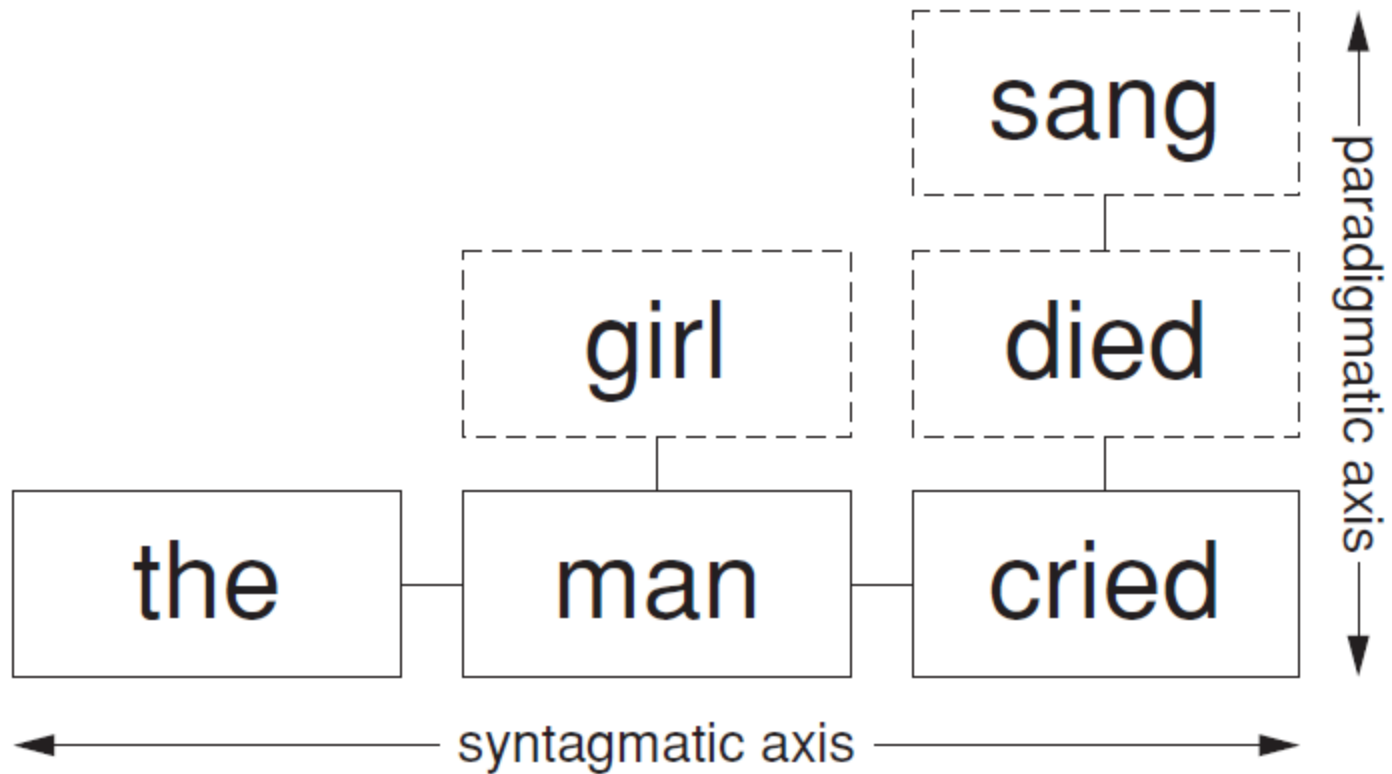 sang
girl died
the man cried
syntagmatic axis
paradigmatic axis